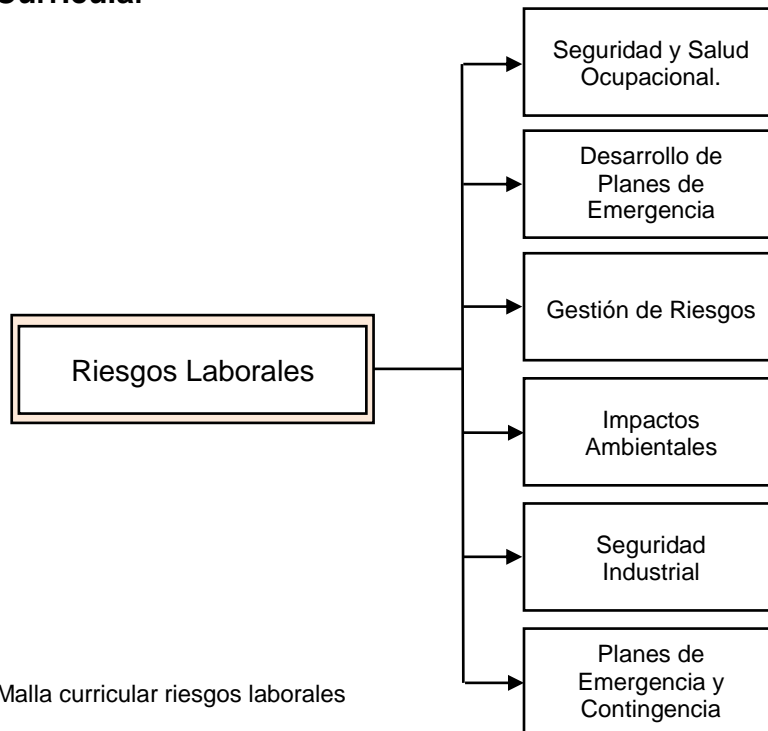 Curricular
Seguridad y Salud
Ocupacional.
Desarrollo de
Planes de
Emergencia
Gestión de Riesgos
Riesgos Laborales
Impactos
Ambientales
Seguridad
Industrial
Planes de
Emergencia y
Contingencia
Malla curricular riesgos laborales